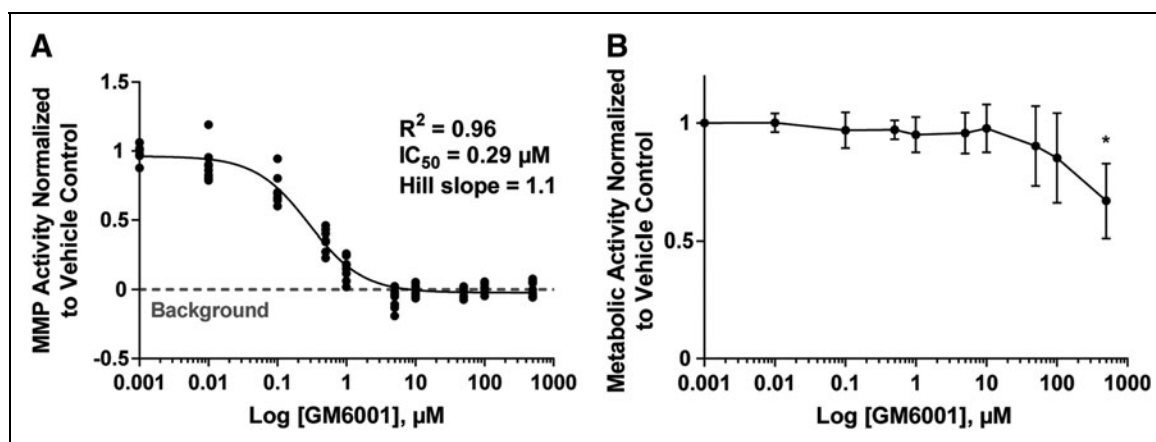 A
MMP Activity Normalized
to Vehicle Control
1.5
1
0.5
0
-0.5
R² = 0.96
IC₅₀ = 0.29 µM
Hill slope = 1.1
Background
0.001 0.01 0.1 1 10 100 1000
Log [GM6001], µM
B
Metabolic Activity Normalized
to Vehicle Control
1
0.5
0
*
0.001 0.01 0.1 1 10 100 1000
Log [GM6001], µM